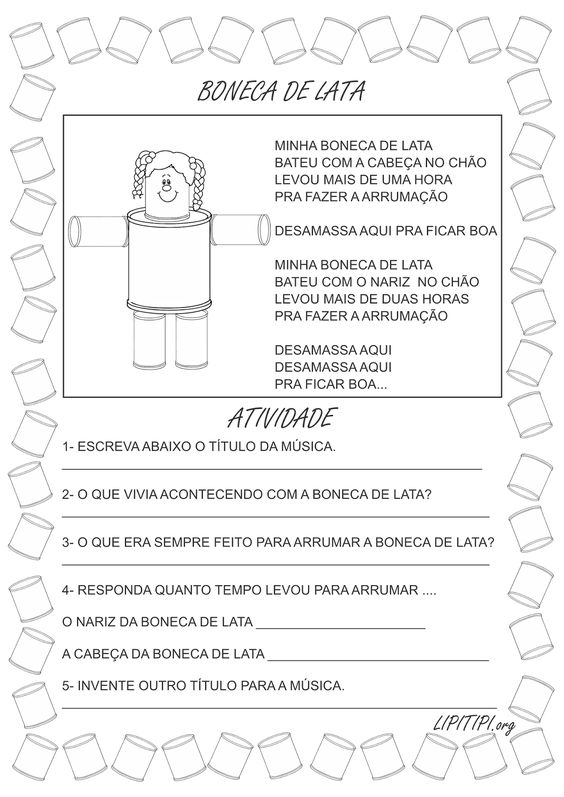 BONECA DE LATA
MINHA BONECA DE LATA
BATEU COM A CABEÇA NO CHÃO
LEVOU MAIS DE UMA HORA
PRA FAZER A ARRUMAÇÃO
DESAMASSA AQUI PRA FICAR BOA
MINHA BONECA DE LATA
BATEU COM O NARIZ NO CHÃO
LEVOU MAIS DE DUAS HORAS
PRA FAZER A ARRUMAÇÃO
DESAMASSA AQUI
DESAMASSA AQUI
PRA FICAR BOA...
ATIVIDADE
1- ESCREVA ABAIXO O TÍTULO DA MÚSICA.
2- O QUE VIVIA ACONTECENDO COM A BONECA DE LATA?
3- O QUE ERA SEMPRE FEITO PARA ARRUMAR A BONECA DE LATA?
4- RESPONDA QUANTO TEMPO LEVOU PARA ARRUMAR ....
O NARIZ DA BONECA DE LATA
A CABEÇA DA BONECA DE LATA
5- INVENTE OUTRO TÍTULO PARA A MÚSICA.
LIPITIPI.org